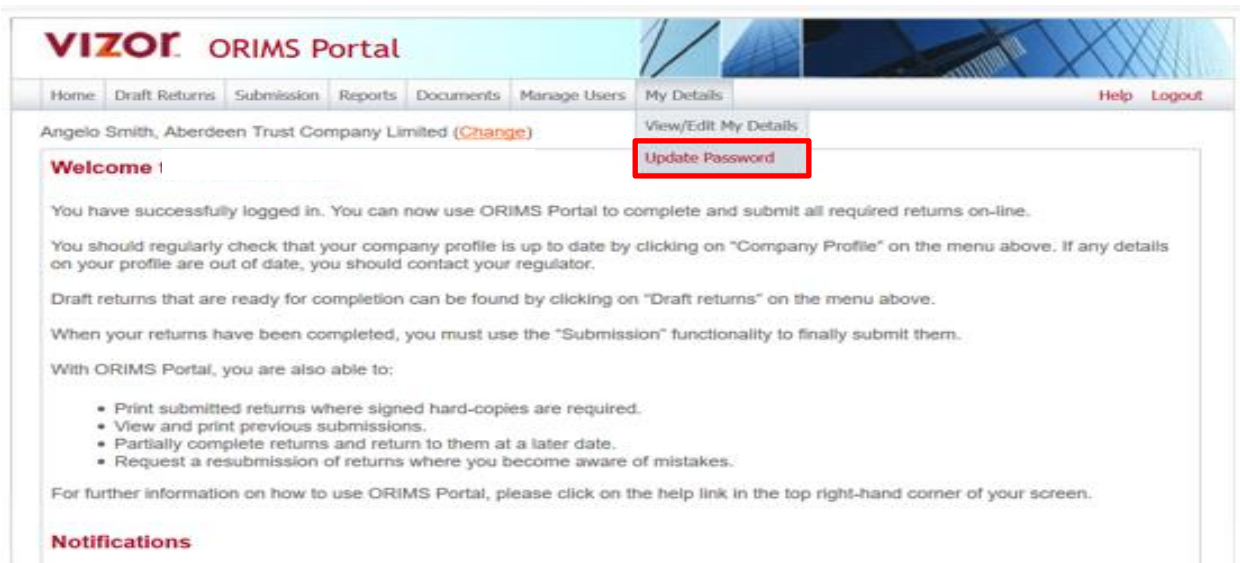 VIZOR ORIMS Portal
Home Draft Returns Submission Reports Documents Manage Users My Details Help Logout
Angelo Smith, Aberdeen Trust Company Limited (Change)
View/Edit My Details
Update Password
Welcome
You have successfully logged in. You can now use ORIMS Portal to complete and submit all required returns on-line.
You should regularly check that your company profile is up to date by clicking on "Company Profile" on the menu above. If any details
on your profile are out of date, you should contact your regulator.
Draft returns that are ready for completion can be found by clicking on "Draft returns" on the menu above.
When your returns have been completed, you must use the "Submission" functionality to finally submit them.
With ORIMS Portal, you are also able to:
• Print submitted returns where signed hard-copies are required.
• View and print previous submissions.
• Partially complete returns and return to them at a later date.
• Request a resubmission of returns where you become aware of mistakes.
For further information on how to use ORIMS Portal, please click on the help link in the top right-hand corner of your screen.
Notifications